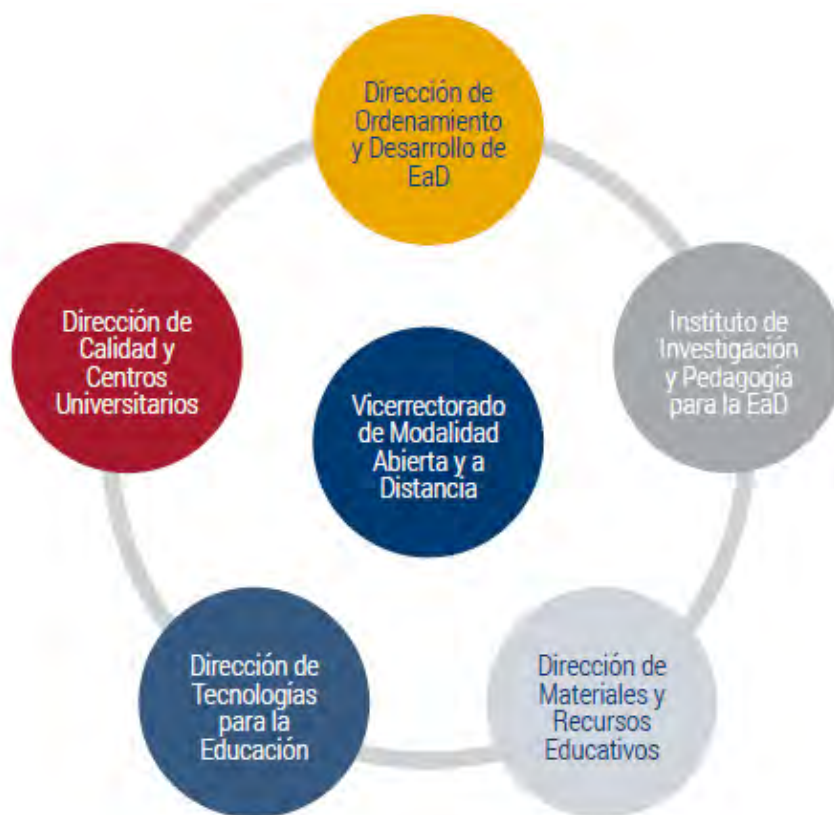 Dirección de
Ordenamiento
y Desarrollo de
EaD
Dirección de
Calidad y
Centros
Universitarios
Instituto de
Investigación
y Pedagogía
para la EaD
Vicerrectorado
de Modalidad
Abierta y a
Distancia
Dirección de
Tecnologías
para la
Educación
Dirección de
Materiales y
Recursos
Educativos